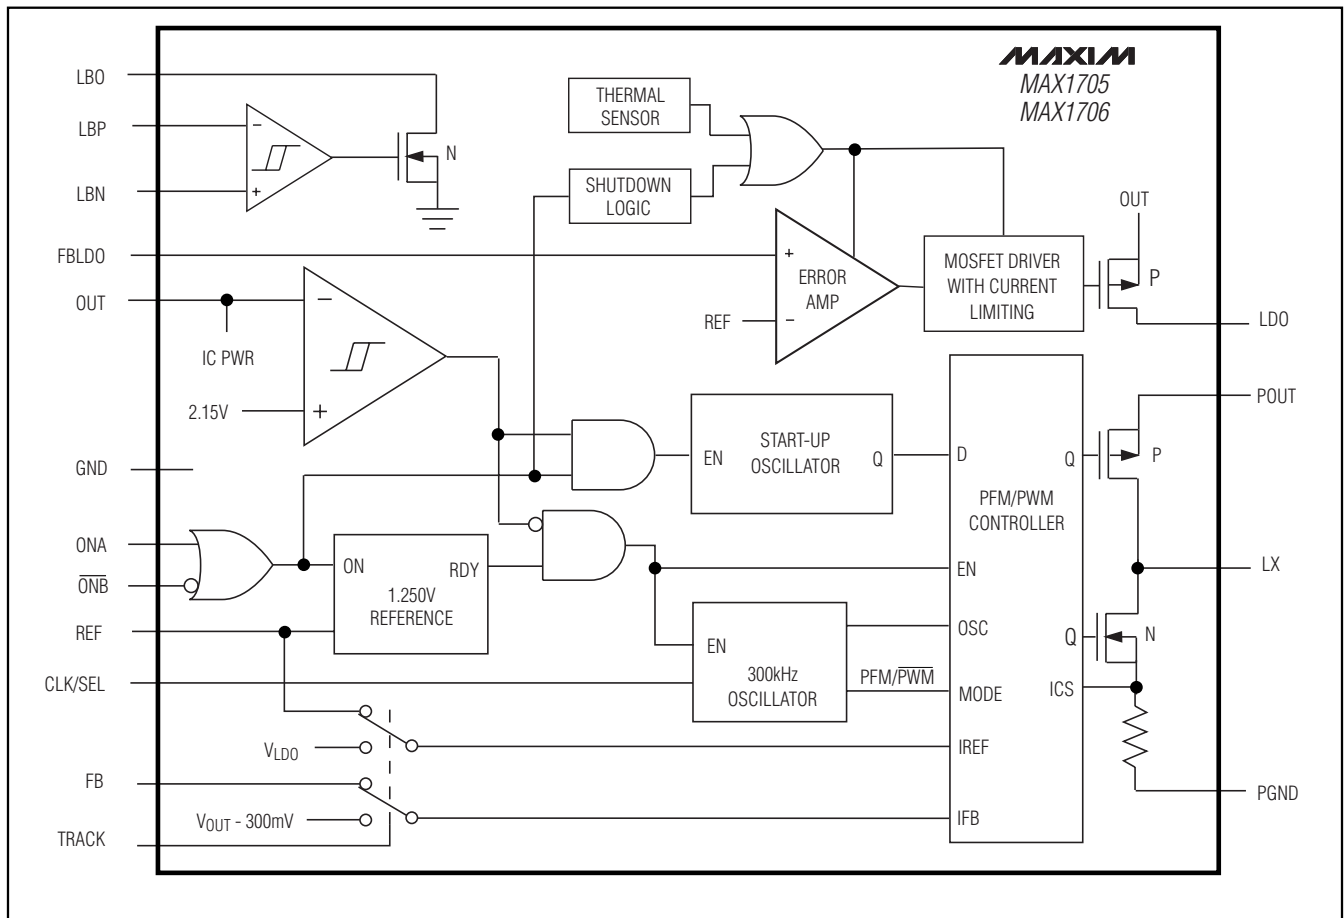 MAXIM
MAX1705
MAX1706
LBO
LBP
LBN
FBLDO
OUT
GND
ONA
ONB
REF
CLK/SEL
FB
TRACK
−
+
N
THERMAL
SENSOR
SHUTDOWN
LOGIC
+
ERROR
AMP
REF
−
MOSFET DRIVER
WITH CURRENT
LIMITING
OUT
P
LDO
−
IC PWR
2.15V
+
EN
START-UP
OSCILLATOR
Q
D
PFM/PWM
CONTROLLER
Q
P
POUT
ON
RDY
1.250V
REFERENCE
EN
LX
EN
300kHz
OSCILLATOR
OSC
PFM/PWM
MODE
Q
N
ICS
VLDO
IREF
VOUT - 300mV
IFB
PGND